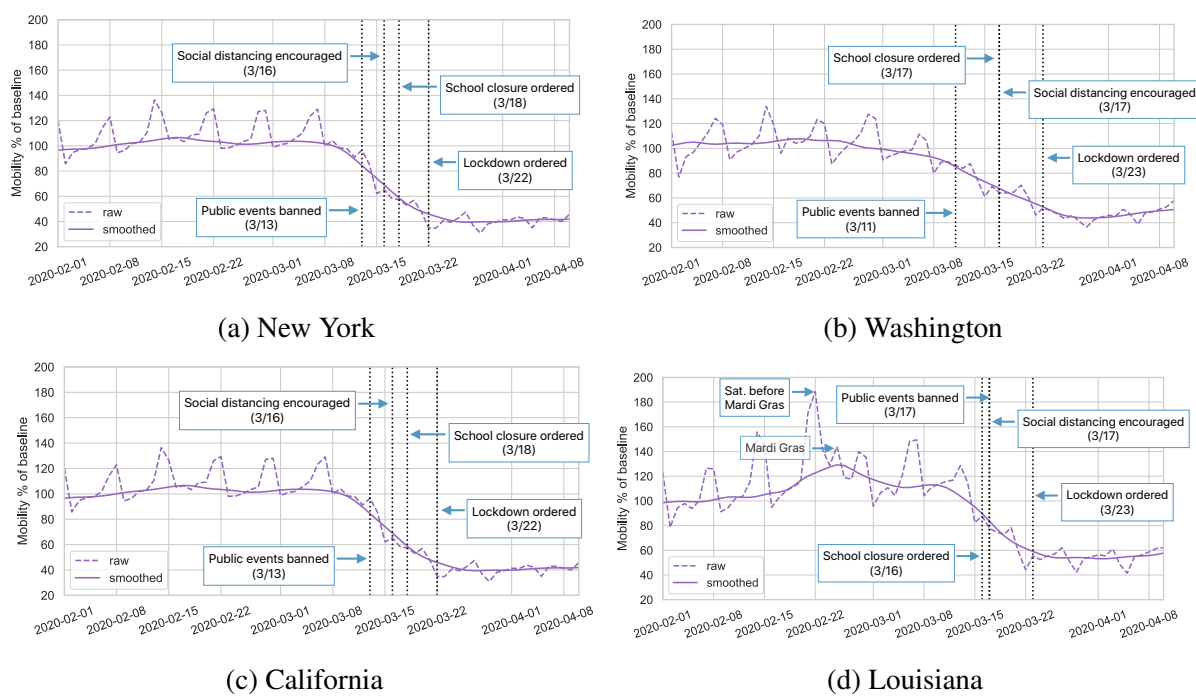 200
180
160
140
120
100
80
60
40
20
Mobility % of baseline
Social distancing encouraged
(3/16)
School closure ordered
(3/18)
Lockdown ordered
(3/22)
Public events banned
(3/13)
raw
smoothed
2020-02-01
2020-02-08
2020-02-15
2020-02-22
2020-03-01
2020-03-08
2020-03-15
2020-03-22
2020-04-01
2020-04-08
(a) New York
200
180
160
140
120
100
80
60
40
20
Mobility % of baseline
School closure ordered
(3/17)
Social distancing encouraged
(3/17)
Lockdown ordered
(3/23)
Public events banned
(3/11)
raw
smoothed
2020-02-01
2020-02-08
2020-02-15
2020-02-22
2020-03-01
2020-03-08
2020-03-15
2020-03-22
2020-04-01
2020-04-08
(b) Washington
200
180
160
140
120
100
80
60
40
20
Mobility % of baseline
Social distancing encouraged
(3/16)
School closure ordered
(3/18)
Lockdown ordered
(3/22)
Public events banned
(3/13)
raw
smoothed
2020-02-01
2020-02-08
2020-02-15
2020-02-22
2020-03-01
2020-03-08
2020-03-15
2020-03-22
2020-04-01
2020-04-08
(c) California
200
180
160
140
120
100
80
60
40
20
Mobility % of baseline
Sat. before
Mardi Gras
Public events banned
(3/17)
Social distancing encouraged
(3/17)
Mardi Gras
Lockdown ordered
(3/23)
School closure ordered
(3/16)
raw
smoothed
2020-02-01
2020-02-08
2020-02-15
2020-02-22
2020-03-01
2020-03-08
2020-03-15
2020-03-22
2020-04-01
2020-04-08
(d) Louisiana